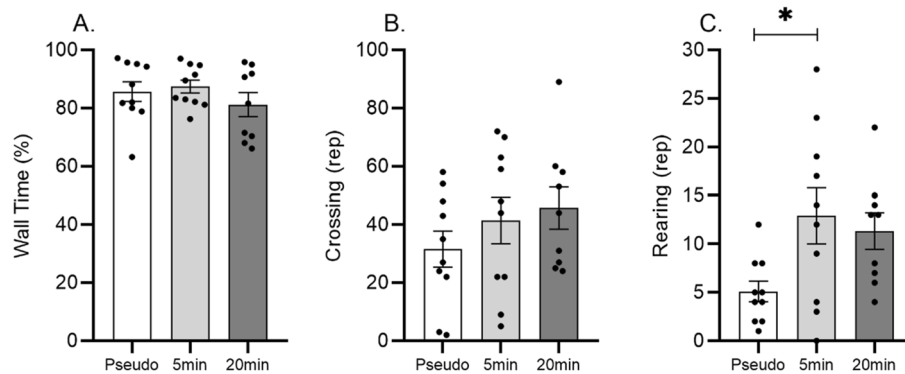 A.
Wall Time (%)
100
80
60
40
20
0
Pseudo 5min 20min
B.
Crossing (rep)
100
80
60
40
20
0
Pseudo 5min 20min
C.
*
Rearing (rep)
30
25
20
15
10
5
0
Pseudo 5min 20min